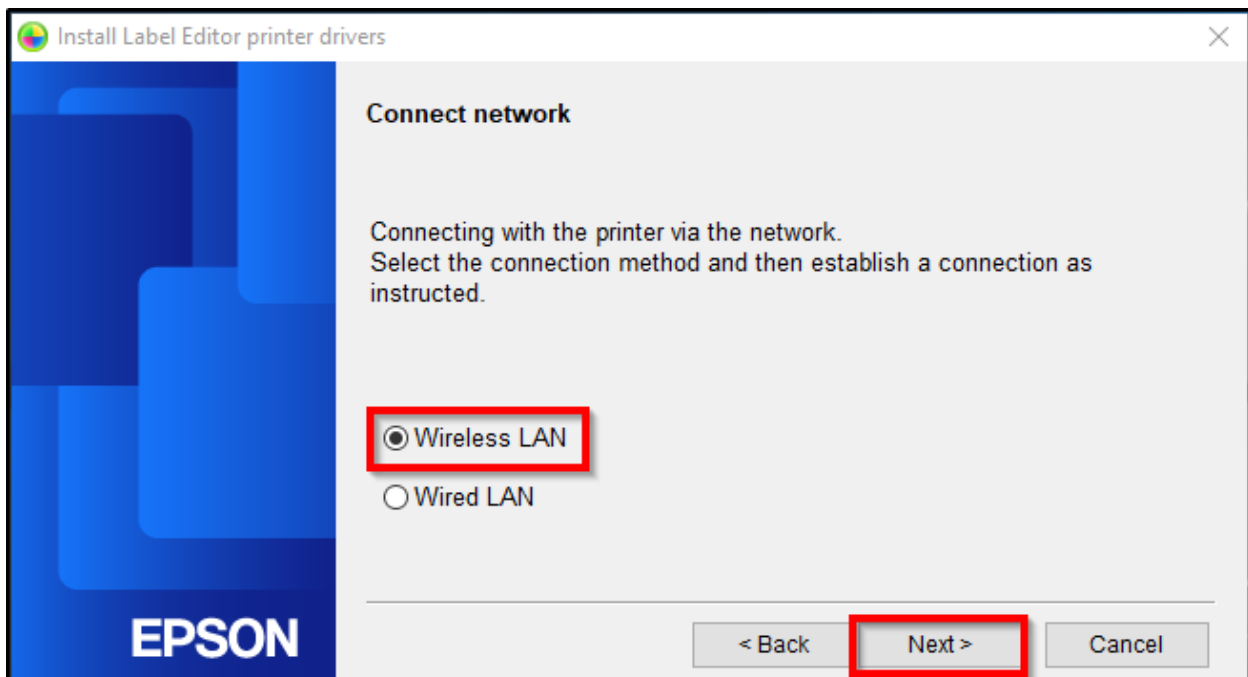 Install Label Editor printer drivers
Connect network
Connecting with the printer via the network.
Select the connection method and then establish a connection as
instructed.
Wireless LAN
Wired LAN
EPSON
< Back
Next >
Cancel